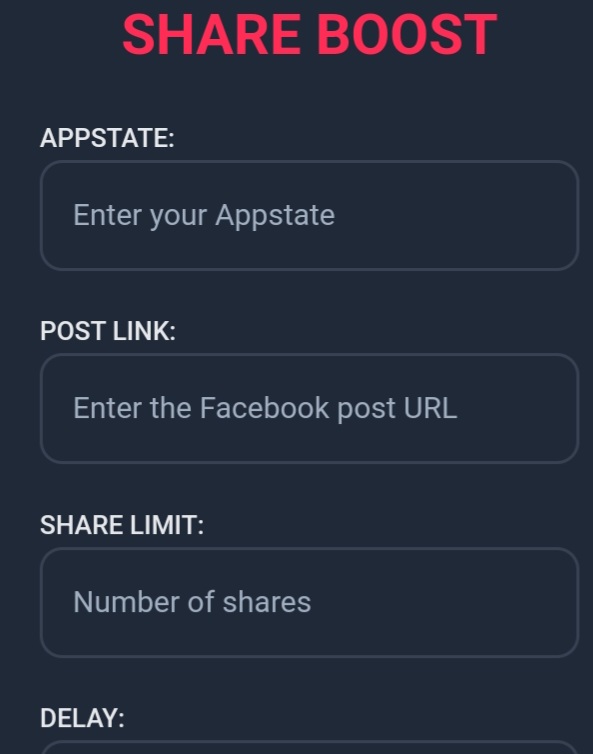 SHARE BOOST
APPSTATE:
Enter your Appstate
POST LINK:
Enter the Facebook post URL
SHARE LIMIT:
Number of shares
DELAY: